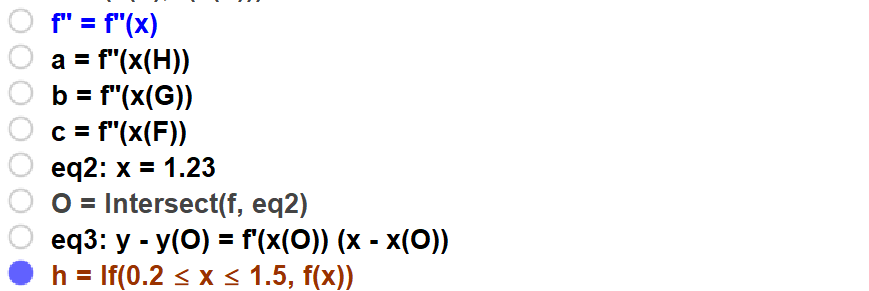 f'' = f''(x)
a = f''(x(H))
b = f''(x(G))
c = f''(x(F))
eq2: x = 1.23
O = Intersect(f, eq2)
eq3: y - y(O) = f'(x(O)) (x - x(O))
h = If(0.2 ≤ x ≤ 1.5, f(x))